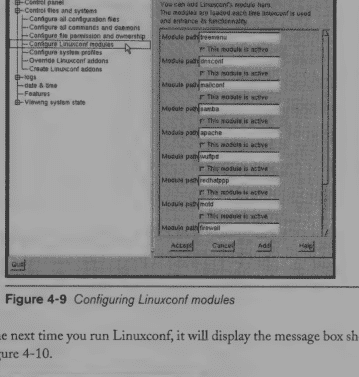 Control panel
Control files and systems
Configure all configuration files
Configure all commands and daemons
Configure file permission and ownership
Configure Linuxconf modules
Configure system profiles
Override Linuxconf addons
Create Linuxconf addons
logs
date & time
Features
Viewing system state
You can add Linuxconf's module here.
The modules are loaded each time linuxconf is used
and enhance its functionality.
Module path treemenu
This module is active
Module path dnsconf
This module is active
Module path mailconf
This module is active
Module path samba
This module is active
Module path apache
This module is active
Module path wuftpd
This module is active
Module path redhatppp
This module is active
Module path
This module is active
Module path firewall
Accept Cancel Add Help
Quit
Figure 4-9 Configuring Linuxconf modules
next time you run Linuxconf, it will display the message box
4-10.